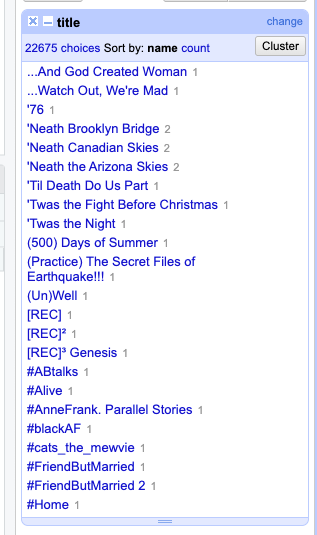 title change
22675 choices Sort by: name count Cluster
...And God Created Woman 1
...Watch Out, We're Mad 1
'76 1
'Neath Brooklyn Bridge 2
'Neath Canadian Skies 2
'Neath the Arizona Skies 2
'Til Death Do Us Part 1
'Twas the Fight Before Christmas 1
'Twas the Night 1
(500) Days of Summer 1
(Practice) The Secret Files of
Earthquake!!! 1
(Un)Well 1
[REC] 1
[REC]² 1
[REC]³ Genesis 1
#ABtalks 1
#Alive 1
#AnneFrank. Parallel Stories 1
#blackAF 1
#cats_the_mewvie 1
#FriendButMarried 1
#FriendButMarried 2 1
#Home 1